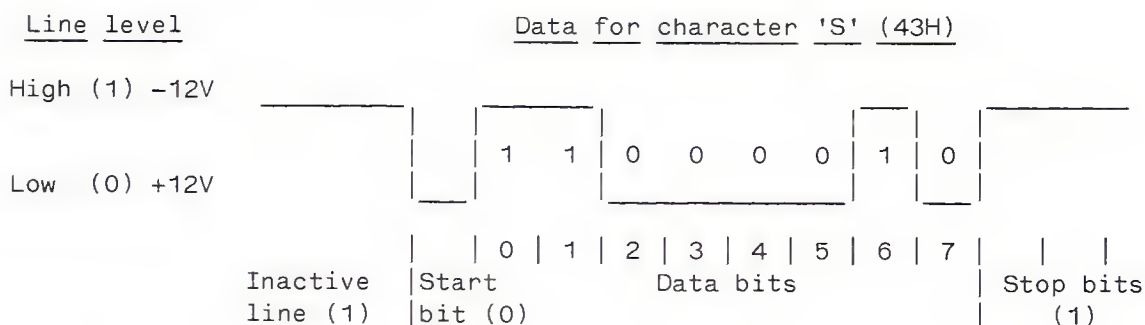 Line level Data for character 'S' (43H)
High (1) -12V
1 1 0 0 0 0 1 0
Low (0) +12V
0 1 2 3 4 5 6 7
Inactive Start Data bits Stop bits
line (1) bit (0) (1)